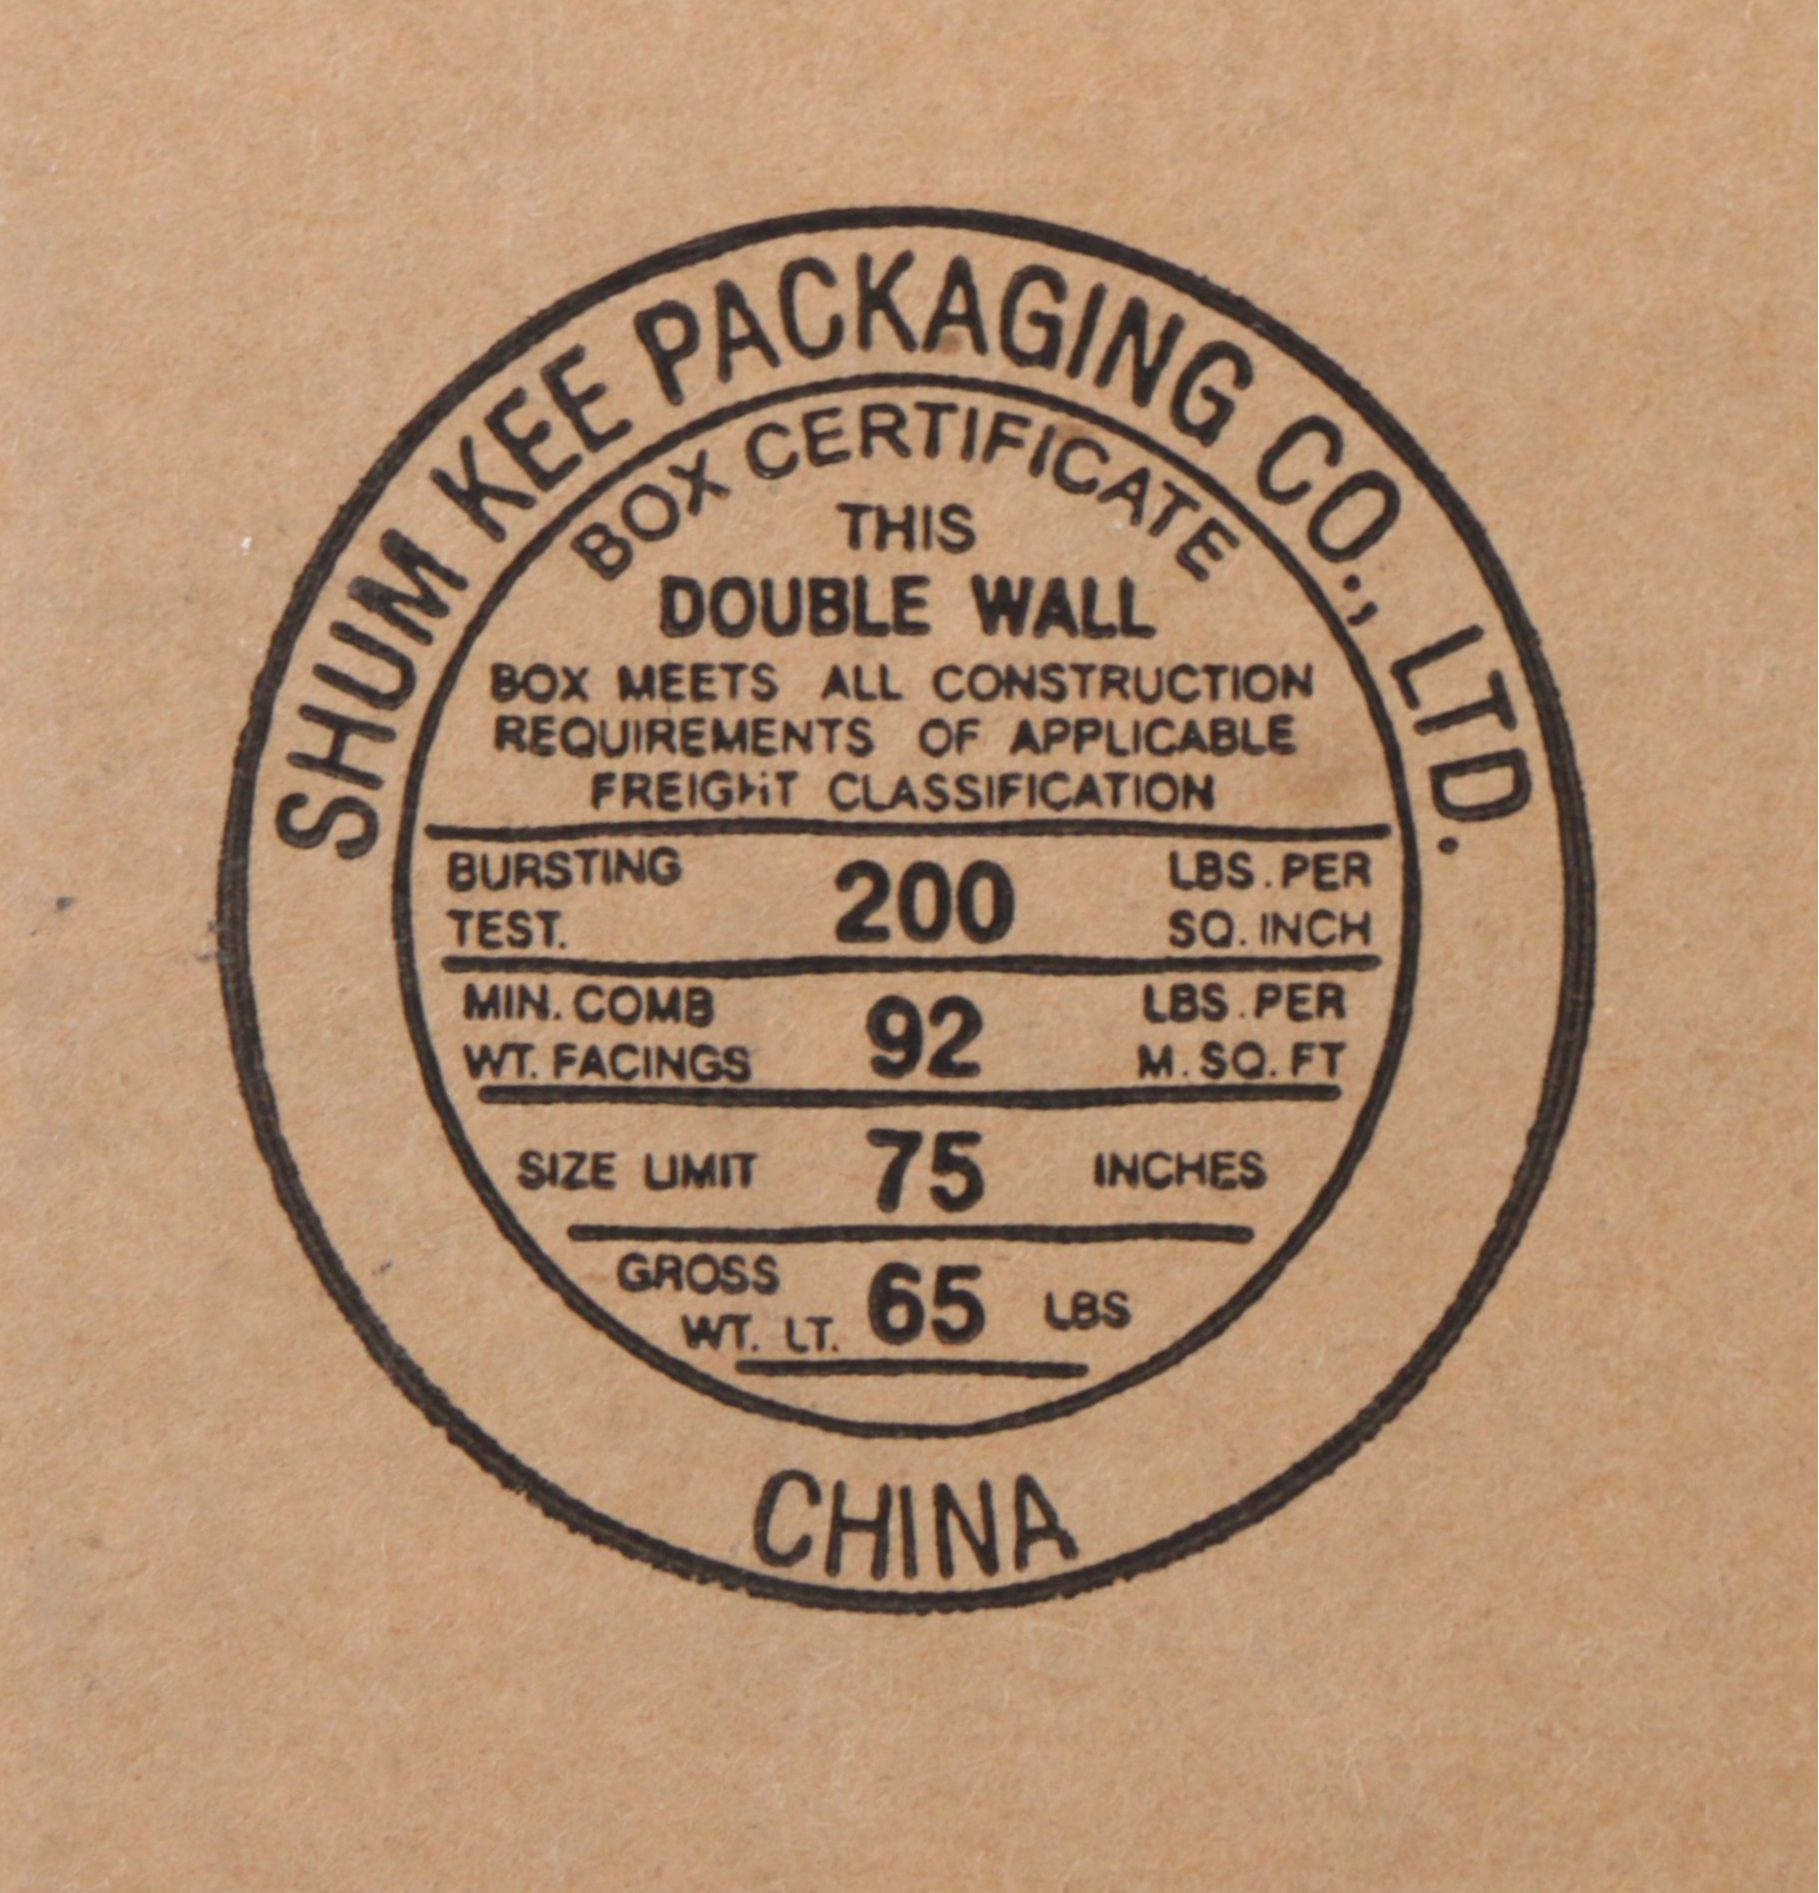 SHUM KEE PACKAGING CO., LTD.
BOX CERTIFICATE
THIS
DOUBLE WALL
BOX MEETS ALL CONSTRUCTION
REQUIREMENTS OF APPLICABLE
FREIGHT CLASSIFICATION
BURSTING TEST. 200 LBS. PER SQ. INCH
MIN. COMB WT. FACINGS 92 LBS. PER M. SQ. FT
SIZE LIMIT 75 INCHES
GROSS WT. LT. 65 LBS
CHINA